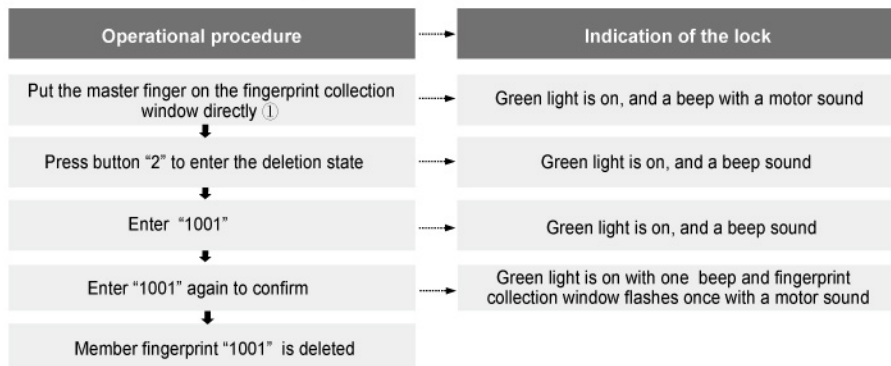 Operational procedure
Indication of the lock
Put the master finger on the fingerprint collection
window directly ①
Green light is on, and a beep with a motor sound
Press button “2” to enter the deletion state
Green light is on, and a beep sound
Enter “1001”
Green light is on, and a beep sound
Enter “1001” again to confirm
Green light is on with one beep and fingerprint
collection window flashes once with a motor sound
Member fingerprint “1001” is deleted